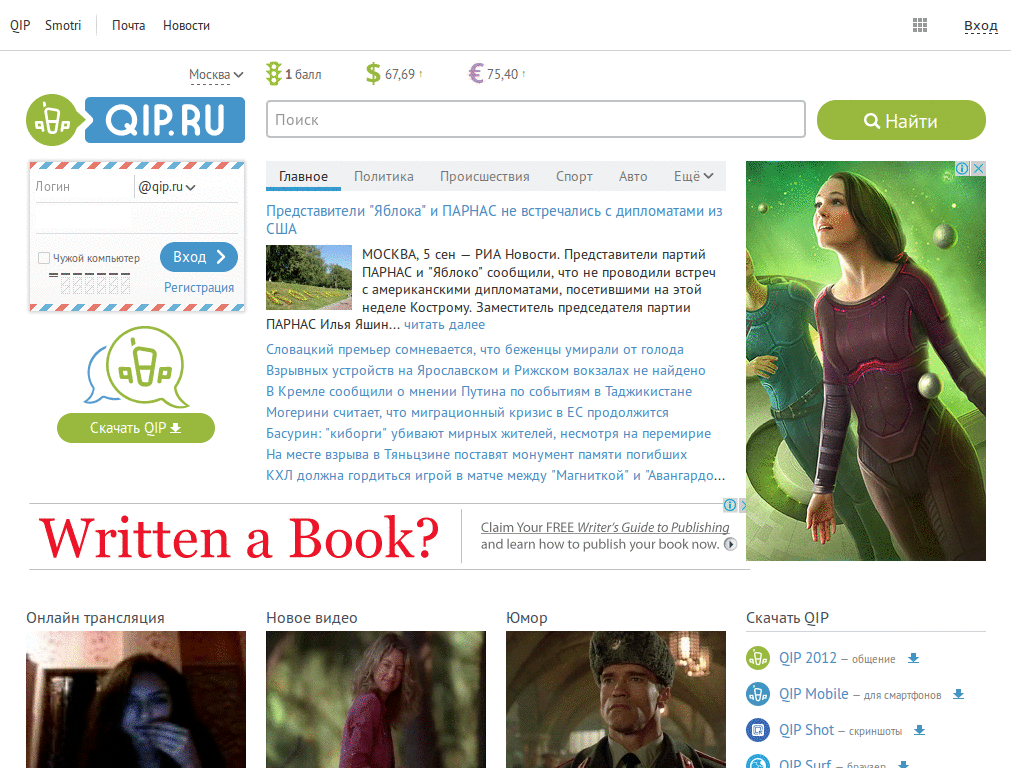 QIP Smotri Почта Новости Вход
Москва 1 балл $ 67,69 ↑ € 75,40 ↑
QIP.RU
Поиск
Найти
Логин @qip.ru
Чужой компьютер
Вход
Регистрация
Скачать QIP
Главное Политика Происшествия Спорт Авто Ещё
Представители "Яблока" и ПАРНАС не встречались с дипломатами из
США
МОСКВА, 5 сен — РИА Новости. Представители партий
ПАРНАС и "Яблоко" сообщили, что не проводили встреч
с американскими дипломатами, посетившими на этой
неделе Кострому. Заместитель председателя партии
ПАРНАС Илья Яшин... читать далее
Словацкий премьер сомневается, что беженцы умирали от голода
Взрывных устройств на Ярославском и Рижском вокзалах не найдено
В Кремле сообщили о мнении Путина по событиям в Таджикистане
Могерини считает, что миграционный кризис в ЕС продолжится
Басурин: "киборги" убивают мирных жителей, несмотря на перемирие
На месте взрыва в Тяньцзине поставят монумент памяти погибших
КХЛ должна гордиться игрой в матче между "Магниткой" и "Авангардо...
Written a Book?
Claim Your FREE Writer's Guide to Publishing
and learn how to publish your book now.
Онлайн трансляция
Новое видео
Юмор
Скачать QIP
QIP 2012 – общение
QIP Mobile – для смартфонов
QIP Shot – скриншоты
QIP Surf – браузер